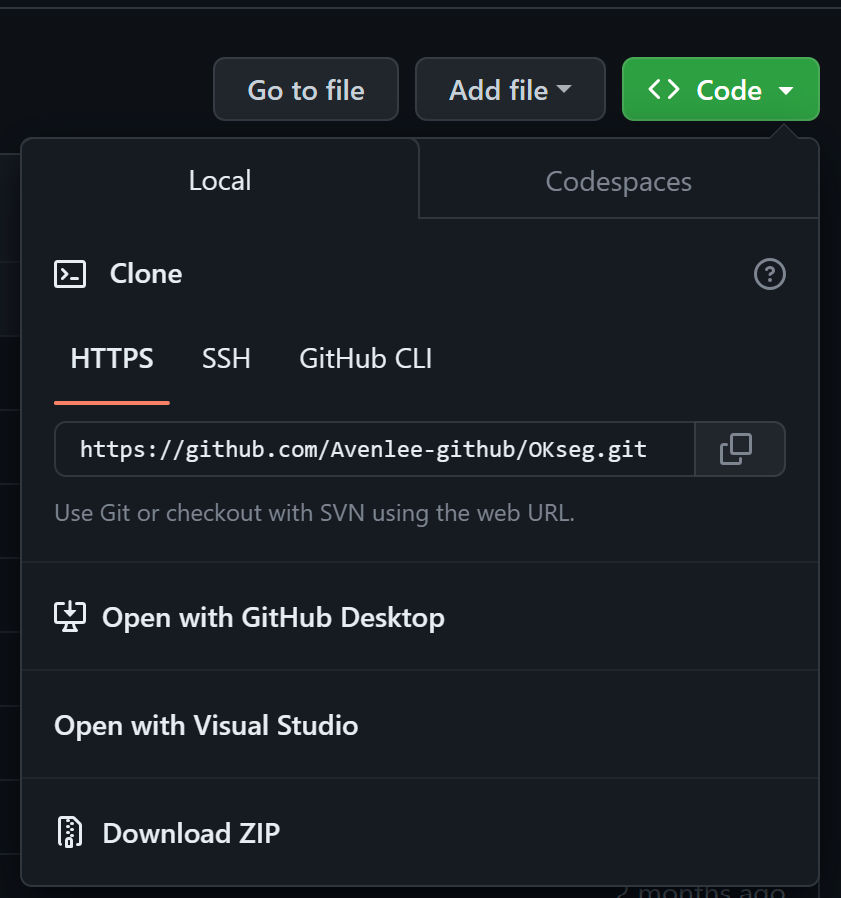 Go to file Add file Code
Local Codespaces
Clone
HTTPS SSH GitHub CLI
https://github.com/Avenlee-github/OKseg.git
Use Git or checkout with SVN using the web URL.
Open with GitHub Desktop
Open with Visual Studio
Download ZIP
2 months ago